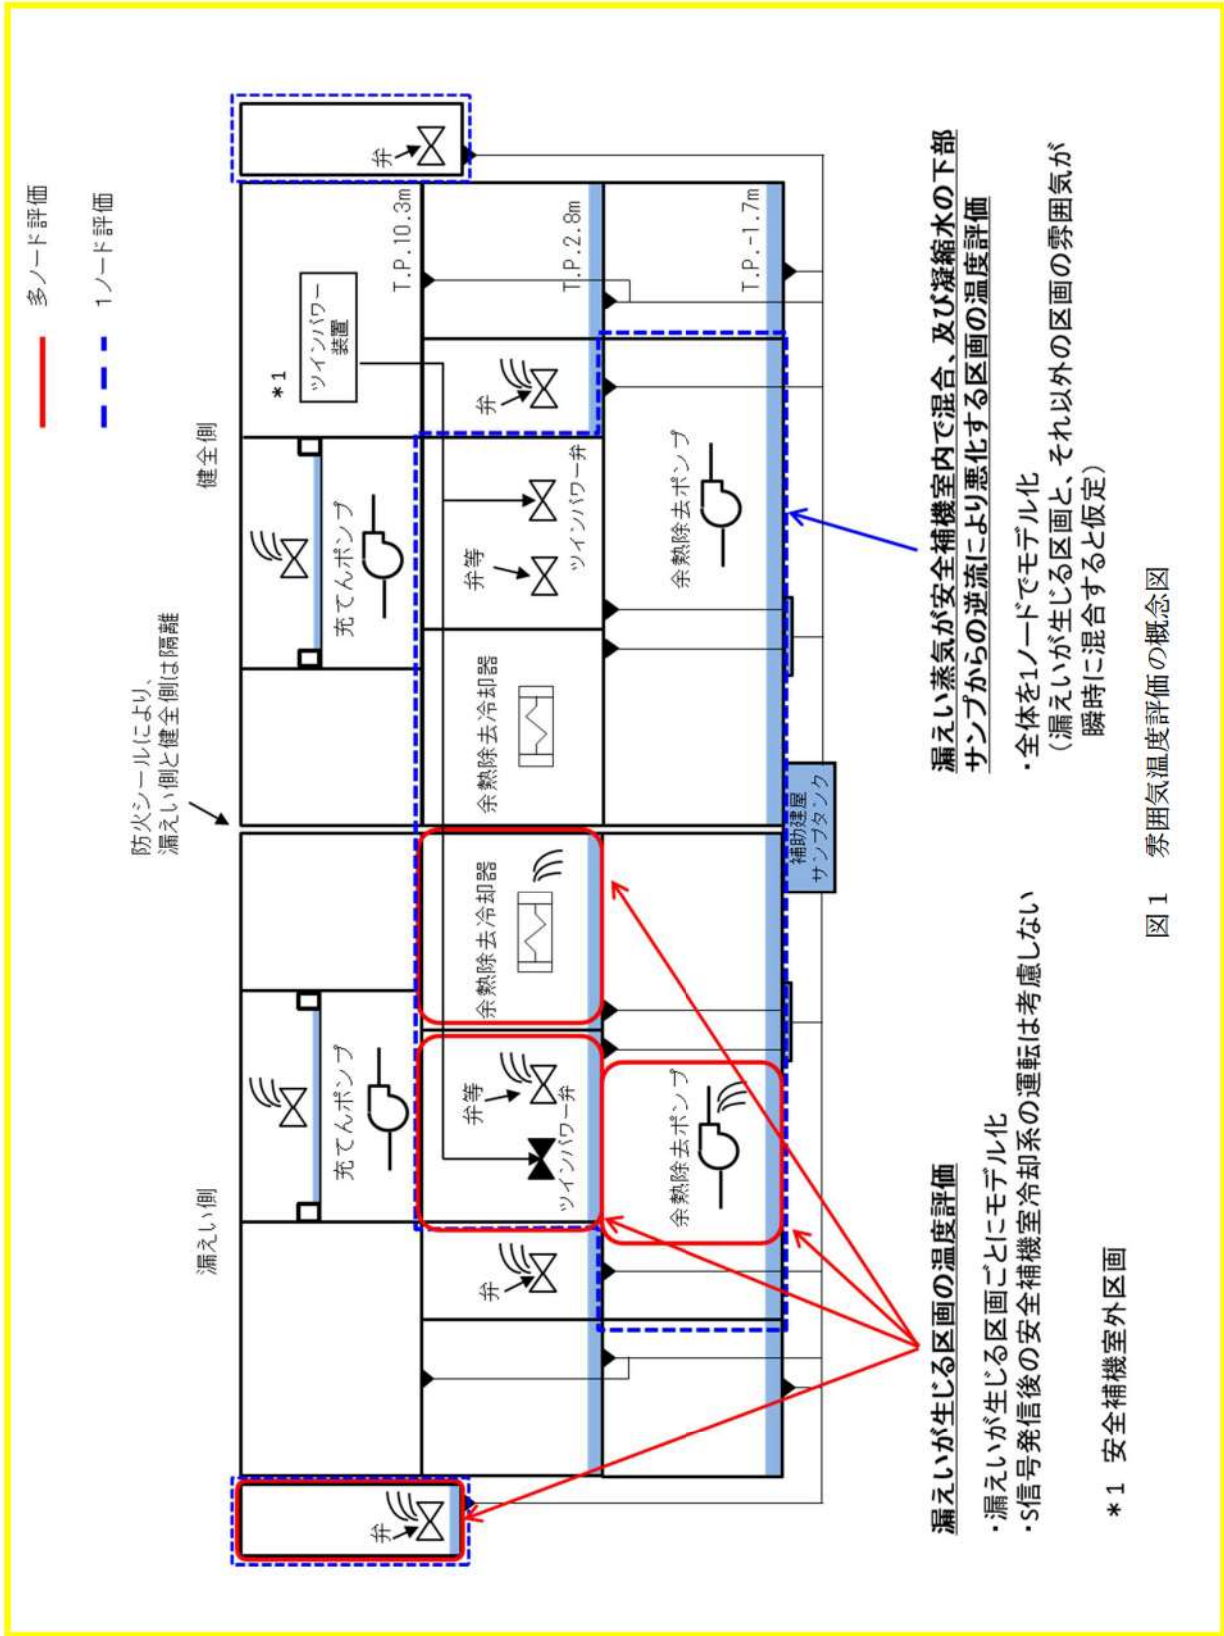 多ノード評価
1ノード評価
防火シールにより、
漏えい側と健全側は隔離
漏えい側
健全側
弁
充てんポンプ
充てんポンプ
*1
ツインパワー
装置
T.P.10.3m
弁
弁
弁等
ツインパワー弁
余熱除去冷却器
余熱除去冷却器
弁等
ツインパワー弁
弁
T.P.2.8m
余熱除去ポンプ
余熱除去ポンプ
T.P.-1.7m
補助建屋
サンプタンク
漏えいが生じる区画の温度評価
・漏えいが生じる区画ごとにモデル化
・S信号発信後の安全補機室冷却系の運転は考慮しない
漏えい蒸気が安全補機室内で混合、及び凝縮水の下部
サンプからの逆流により悪化する区画の温度評価
・全体を1ノードでモデル化
(漏えいが生じる区画と、それ以外の区画の雰囲気が
瞬時に混合すると仮定)
*1 安全補機室外区画
図1 雰囲気温度評価の概念図